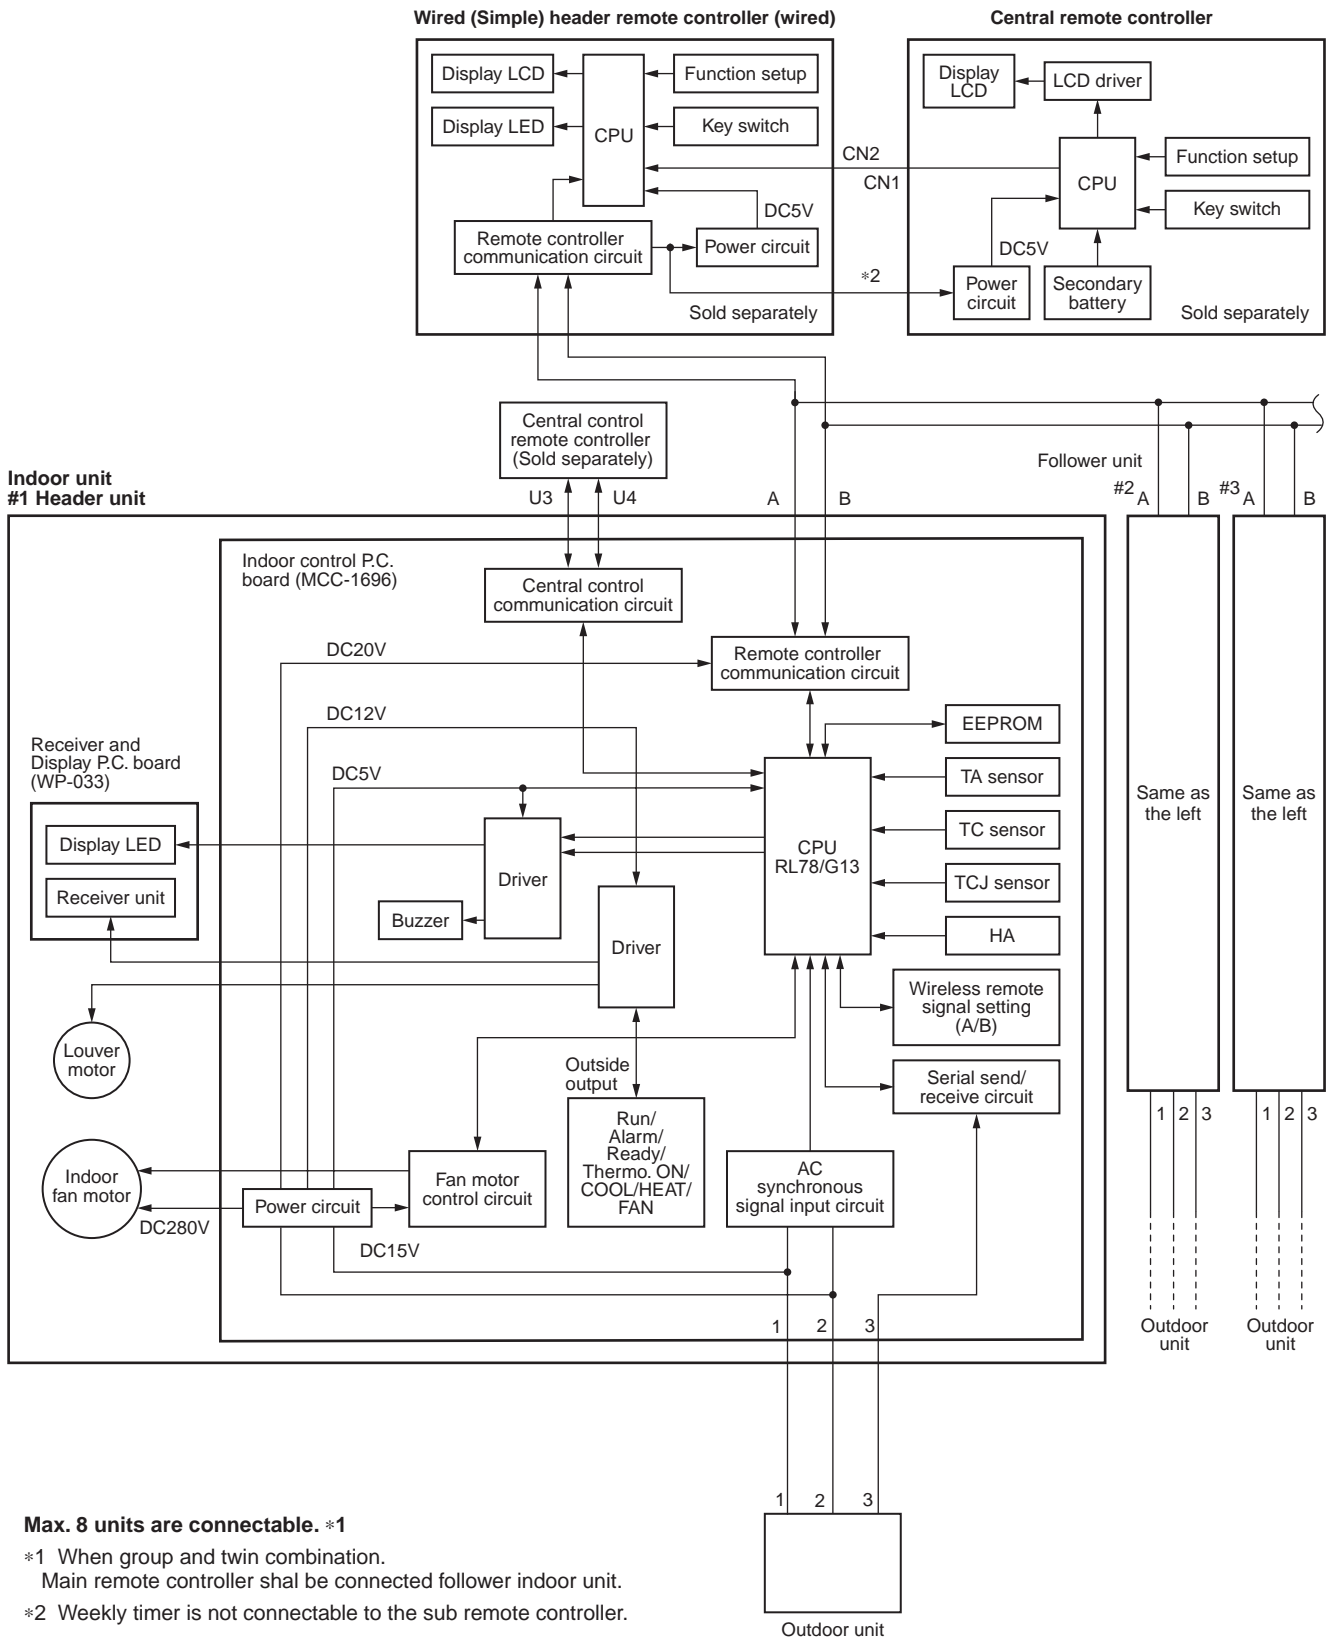 Wired (Simple) header remote controller (wired)
Central remote controller
Display LCD
CPU
Function setup
Display LED
Key switch
DC5V
Remote controller
communication circuit
Power circuit
Sold separately
CN2
CN1
∗2
Display
LCD
LCD driver
CPU
Function setup
Key switch
DC5V
Power
circuit
Secondary
battery
Sold separately
Central control
remote controller
(Sold separately)
U3
U4
A
B
Follower unit
#2
A
B
#3
A
B
Indoor unit
#1 Header unit
Indoor control P.C.
board (MCC-1696)
Central control
communication circuit
DC20V
Remote controller
communication circuit
DC12V
EEPROM
Receiver and
Display P.C. board
(WP-033)
DC5V
TA sensor
Display LED
TC sensor
CPU
RL78/G13
Driver
TCJ sensor
Receiver unit
Buzzer
HA
Driver
Wireless remote
signal setting
(A/B)
Louver
motor
Outside
output
Serial send/
receive circuit
Run/
Alarm/
Ready/
Thermo. ON/
COOL/HEAT/
FAN
Indoor
fan motor
Fan motor
control circuit
AC
synchronous
signal input circuit
Power circuit
DC280V
DC15V
1
2
3
Same as
the left
Same as
the left
1
2
3
1
2
3
Outdoor
unit
Outdoor
unit
1
2
3
Outdoor unit
Max. 8 units are connectable. ∗1
∗1 When group and twin combination.
Main remote controller shal be connected follower indoor unit.
∗2 Weekly timer is not connectable to the sub remote controller.